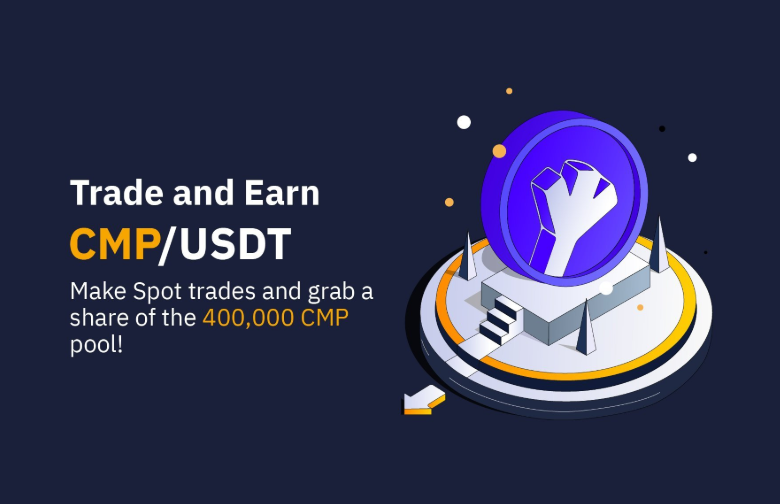 Trade and Earn
CMP/USDT
Make Spot trades and grab a
share of the 400,000 CMP
pool!